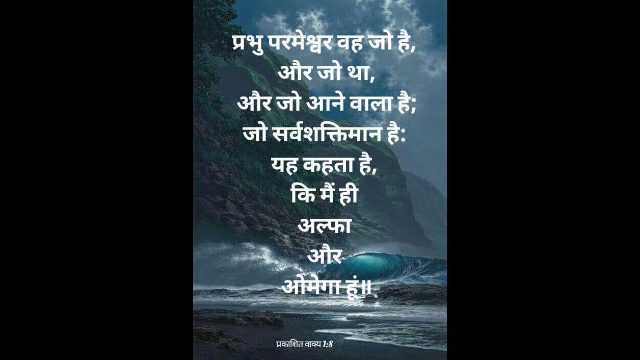 प्रभु परमेश्वर वह जो है,
और जो था,
और जो आने वाला है;
जो सर्वशक्तिमान है:
यह कहता है,
कि मैं ही
अल्फा
और
ओमेगा हूं॥
प्रकाशित वाक्य 1:8